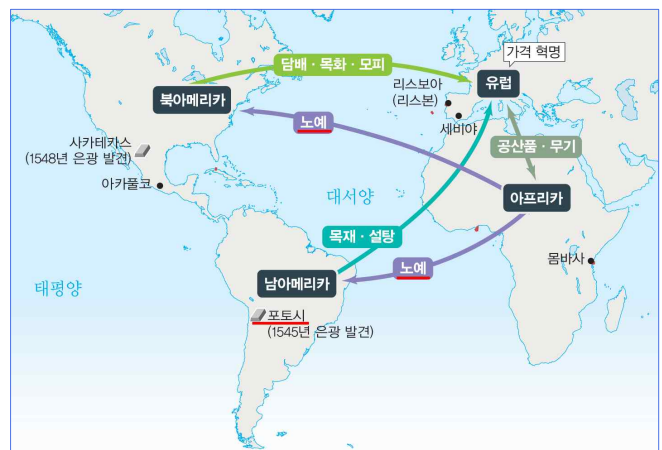 가격 혁명
담배·목화·모피
유럽
리스보아
(리스본)
북아메리카
세비야
노예
사카테카스
(1548년 은광 발견)
공산품·무기
아카풀코
대서양
아프리카
목재·설탕
노예
몸바사
태평양
남아메리카
포토시
(1545년 은광 발견)